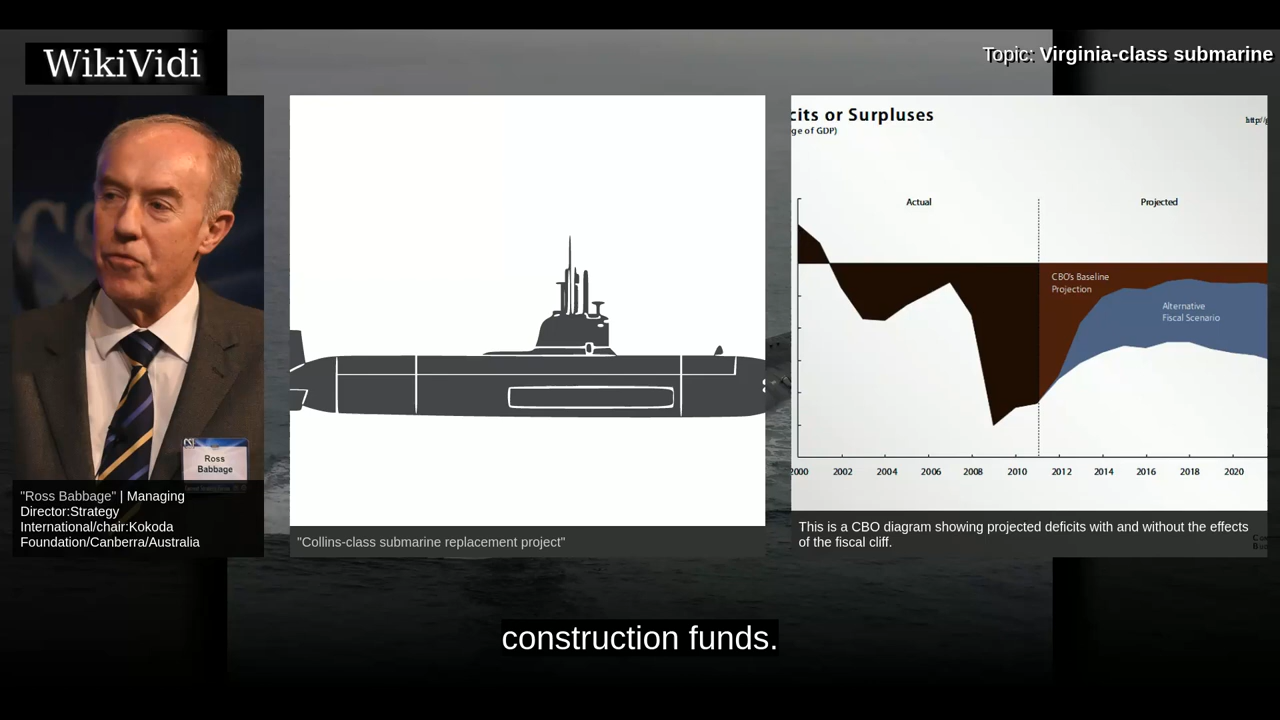 WikiVidi
Topic: Virginia-class submarine
Ross
Babbage
"Ross Babbage" | Managing
Director:Strategy
International/chair:Kokoda
Foundation/Canberra/Australia
"Collins-class submarine replacement project"
cits or Surpluses
ge of GDP)
http://
Actual
Projected
CBO's Baseline
Projection
Alternative
Fiscal Scenario
2000 2002 2004 2006 2008 2010 2012 2014 2016 2018 2020
This is a CBO diagram showing projected deficits with and without the effects
of the fiscal cliff.
construction funds.